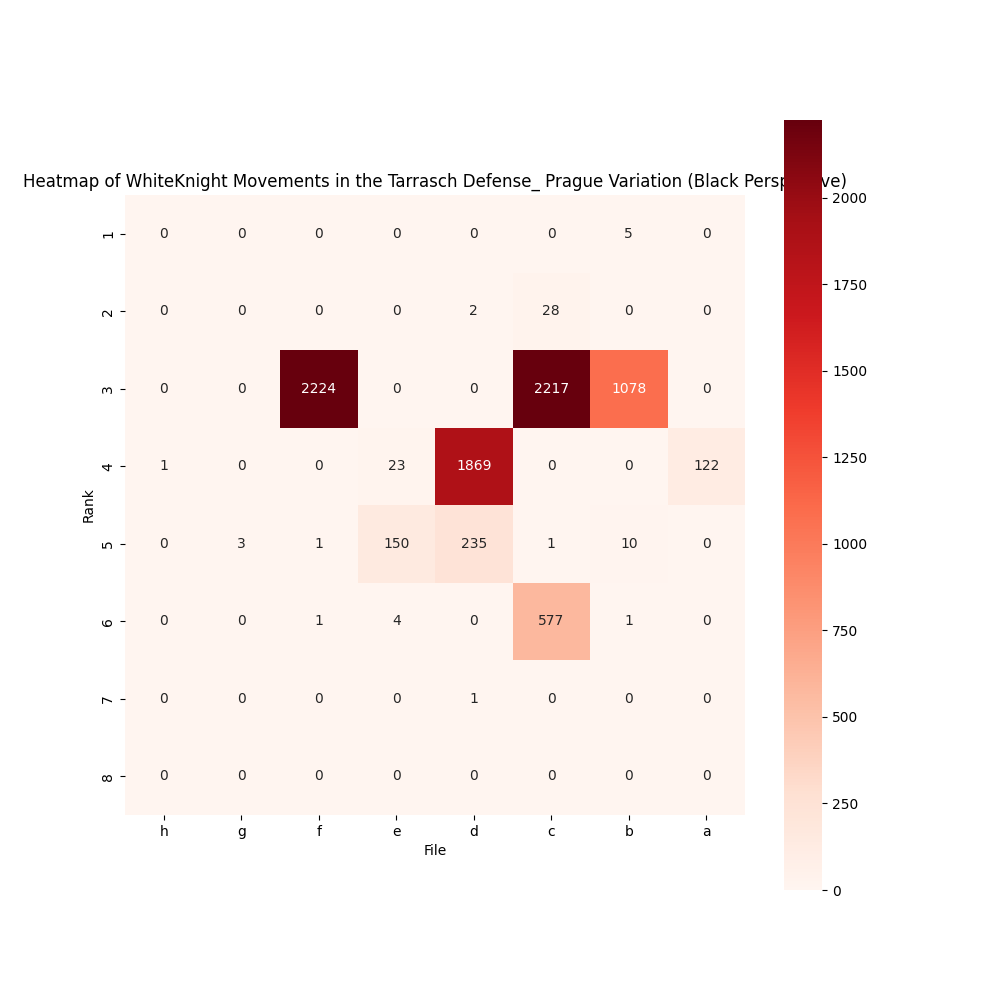 Heatmap of WhiteKnight Movements in the Tarrasch Defense_ Prague Variation (Black Perspective)
2000
1 0 0 0 0 0 0 5 0
1750
2 0 0 0 0 2 28 0 0
1500
3 0 0 2224 0 0 2217 1078 0
1250
4 1 0 0 23 1869 0 0 122
Rank
1000
5 0 3 1 150 235 1 10 0
750
6 0 0 1 4 0 577 1 0
500
7 0 0 0 0 1 0 0 0
250
8 0 0 0 0 0 0 0 0
h g f e d c b a
File
0